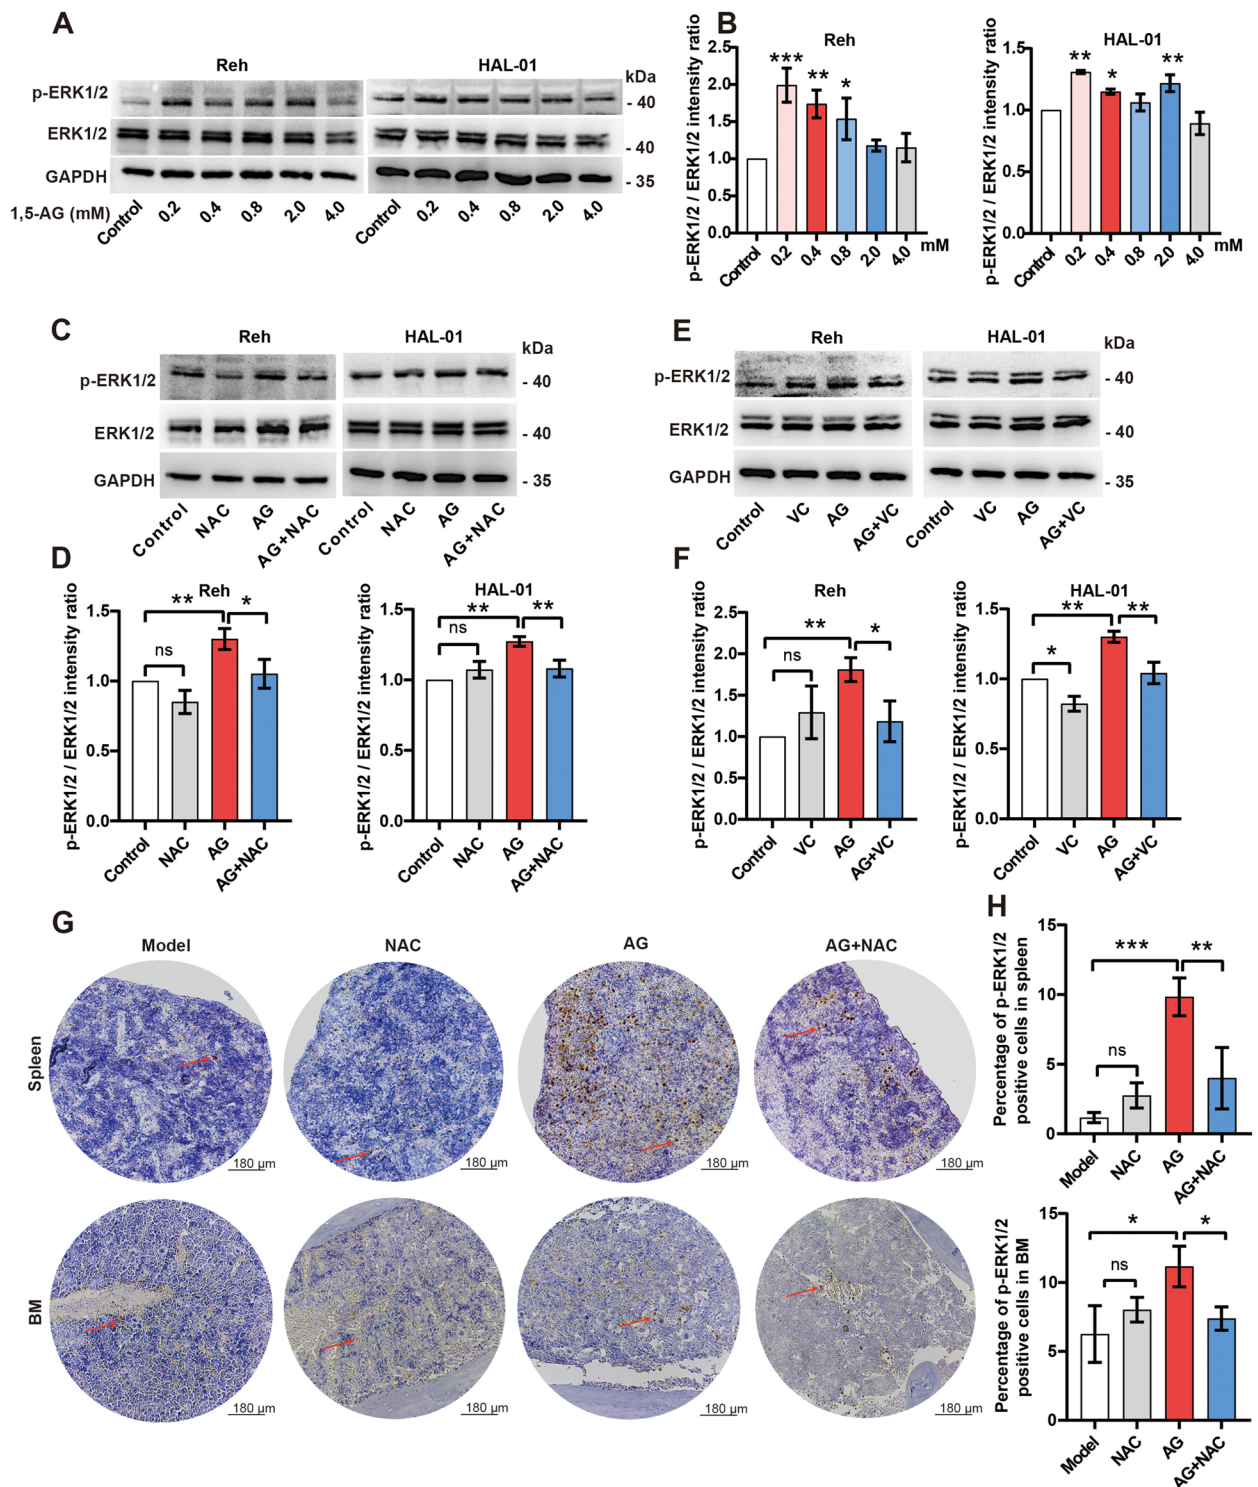 A
Reh
HAL-01
kDa
p-ERK1/2
- 40
ERK1/2
- 40
GAPDH
- 35
1,5-AG (mM)
Control
0.2
0.4
0.8
2.0
4.0
Control
0.2
0.4
0.8
2.0
4.0
B
Reh
p-ERK1/2 / ERK1/2 intensity ratio
2.5
2.0
1.5
1.0
0.5
0.0
***
**
*
Control
0.2
0.4
0.8
2.0
4.0
mM
HAL-01
p-ERK1/2 / ERK1/2 intensity ratio
1.5
1.0
0.5
0.0
**
*
**
Control
0.2
0.4
0.8
2.0
4.0
mM
C
Reh
HAL-01
kDa
p-ERK1/2
- 40
ERK1/2
- 40
GAPDH
- 35
Control
NAC
AG
AG+NAC
Control
NAC
AG
AG+NAC
E
Reh
HAL-01
kDa
p-ERK1/2
- 40
ERK1/2
- 40
GAPDH
- 35
Control
VC
AG
AG+VC
Control
VC
AG
AG+VC
D
Reh
p-ERK1/2 / ERK1/2 intensity ratio
1.5
1.0
0.5
0.0
**
*
ns
Control
NAC
AG
AG+NAC
HAL-01
p-ERK1/2 / ERK1/2 intensity ratio
1.5
1.0
0.5
0.0
**
**
ns
Control
NAC
AG
AG+NAC
F
Reh
p-ERK1/2 / ERK1/2 intensity ratio
2.5
2.0
1.5
1.0
0.5
0.0
**
*
ns
Control
VC
AG
AG+VC
HAL-01
p-ERK1/2 / ERK1/2 intensity ratio
1.5
1.0
0.5
0.0
**
**
*
Control
VC
AG
AG+VC
G
Model
NAC
AG
AG+NAC
Spleen
180 µm
180 µm
180 µm
180 µm
BM
180 µm
180 µm
180 µm
180 µm
H
Percentage of p-ERK1/2
positive cells in spleen
15
10
5
0
***
**
ns
Model
NAC
AG
AG+NAC
Percentage of p-ERK1/2
positive cells in BM
15
10
5
0
*
*
ns
Model
NAC
AG
AG+NAC